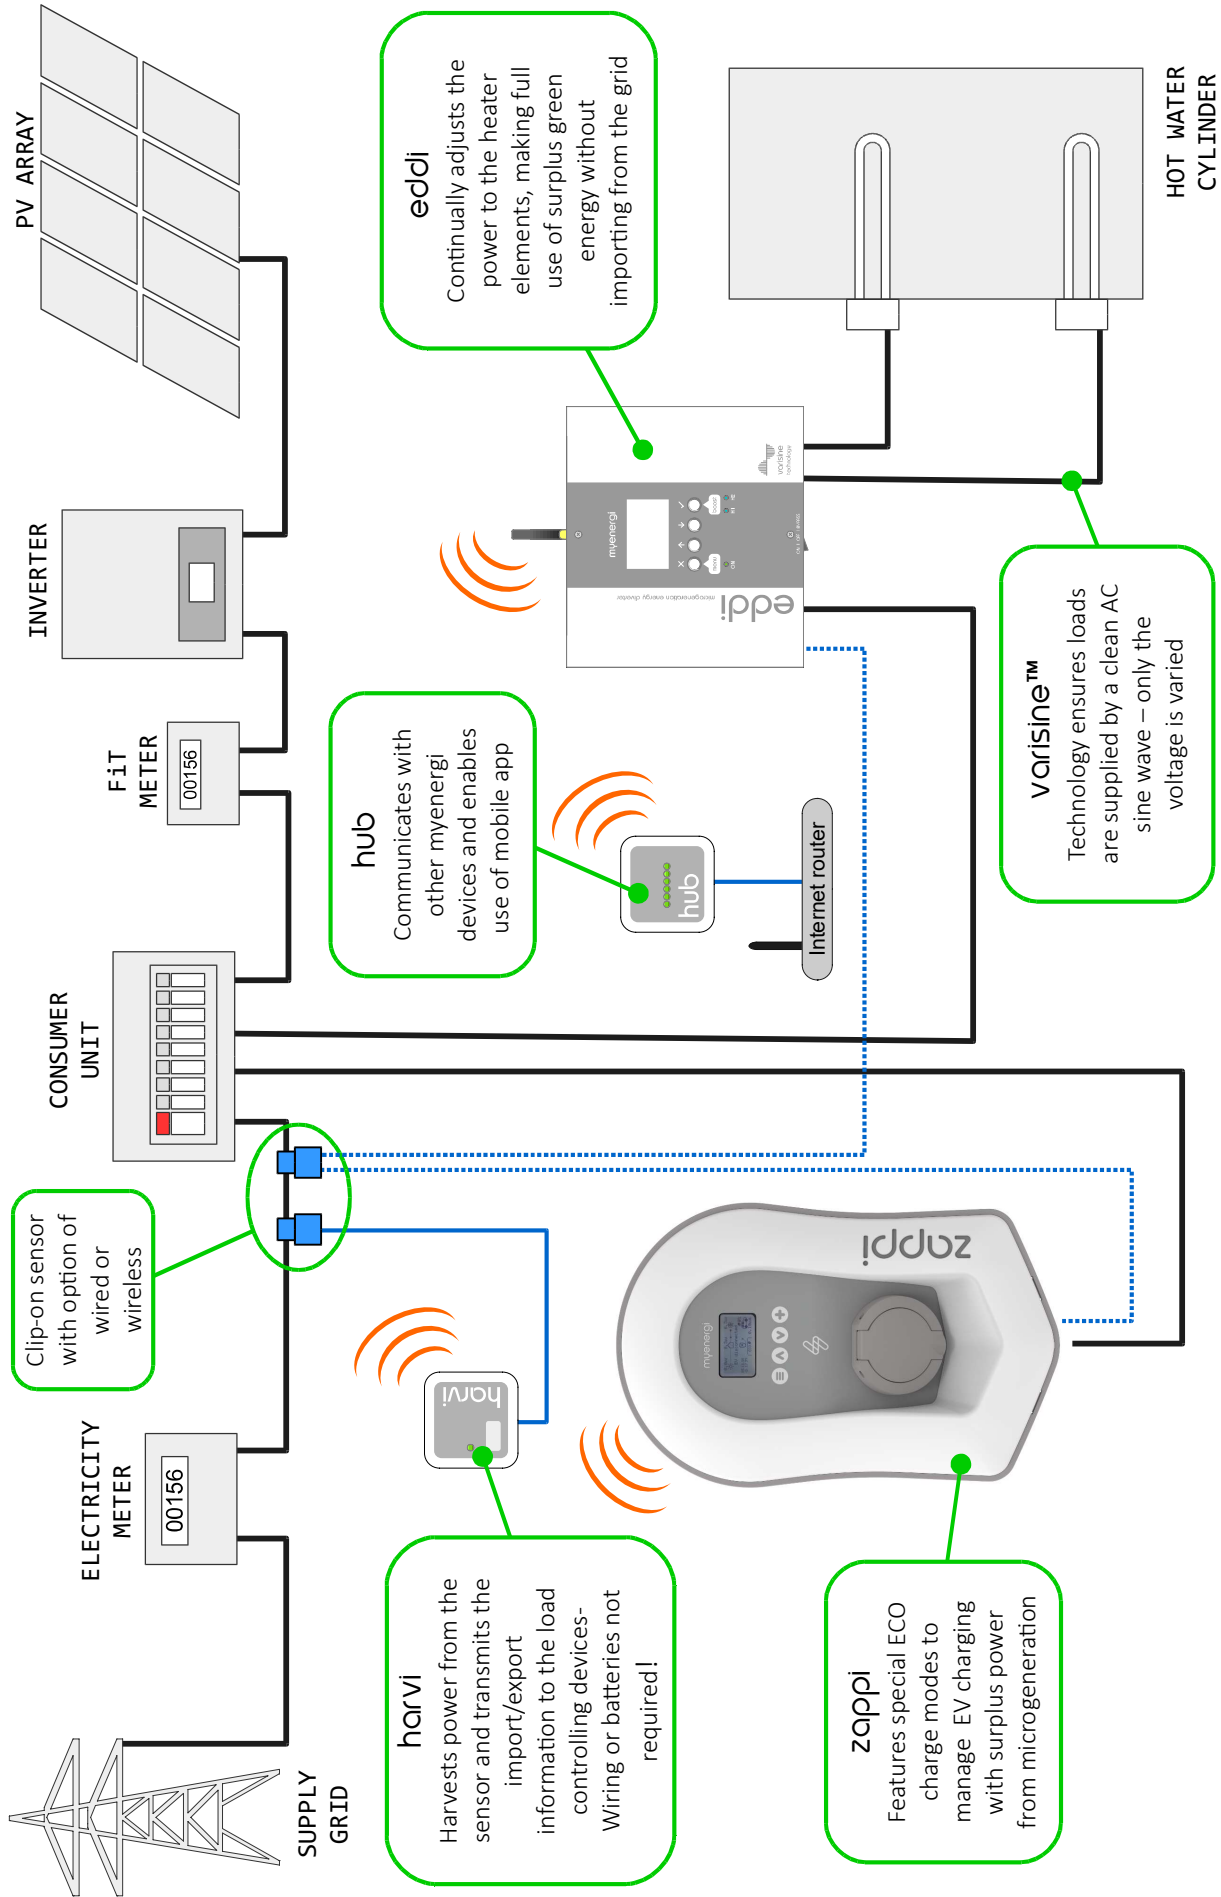 SUPPLY
GRID
ELECTRICITY
METER
00156
Clip-on sensor
with option of
wired or
wireless
CONSUMER
UNIT
FiT
METER
00156
INVERTER
PV ARRAY
harvi
Harvests power from the
sensor and transmits the
import/export
information to the load
controlling devices-
Wiring or batteries not
required!
harvi
hub
Communicates with
other myenergi
devices and enables
use of mobile app
hub
Internet router
eddi
Continually adjusts the
power to the heater
elements, making full
use of surplus green
energy without
importing from the grid
myenergi
eddi
microgeneration energy diverter
varisine
technology
zappi
Features special ECO
charge modes to
manage EV charging
with surplus power
from microgeneration
myenergi
zappi
varisine™
Technology ensures loads
are supplied by a clean AC
sine wave – only the
voltage is varied
HOT WATER
CYLINDER